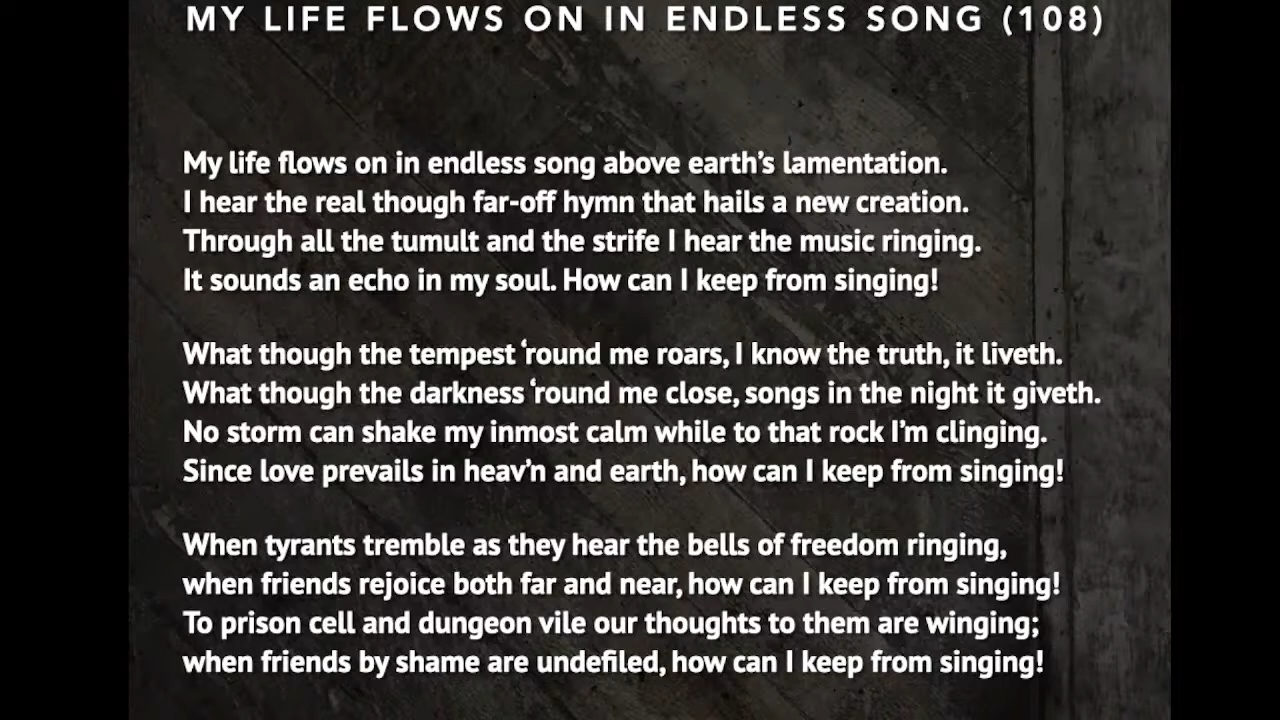 MY LIFE FLOWS ON IN ENDLESS SONG (108)
My life flows on in endless song above earth’s lamentation.
I hear the real though far-off hymn that hails a new creation.
Through all the tumult and the strife I hear the music ringing.
It sounds an echo in my soul. How can I keep from singing!
What though the tempest ‘round me roars, I know the truth, it liveth.
What though the darkness ‘round me close, songs in the night it giveth.
No storm can shake my inmost calm while to that rock I’m clinging.
Since love prevails in heav’n and earth, how can I keep from singing!
When tyrants tremble as they hear the bells of freedom ringing,
when friends rejoice both far and near, how can I keep from singing!
To prison cell and dungeon vile our thoughts to them are winging;
when friends by shame are undefiled, how can I keep from singing!